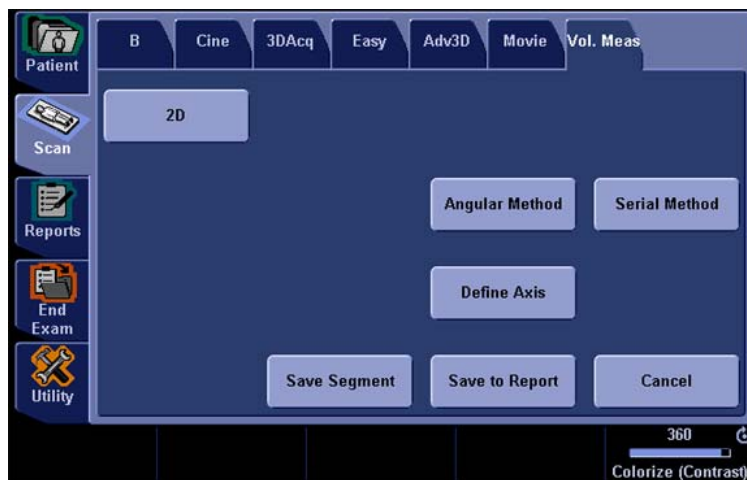 Patient
B
Cine
3DAcq
Easy
Adv3D
Movie
Vol. Meas
2D
Scan
Angular Method
Serial Method
Reports
Define Axis
End
Exam
Save Segment
Save to Report
Cancel
Utility
360
Colorize (Contrast)